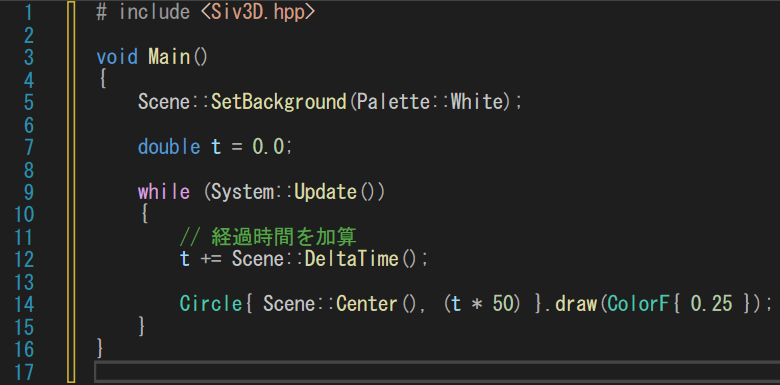 1 # include <Siv3D.hpp>
2
3 void Main()
4 {
5     Scene::SetBackground(Palette::White);
6
7     double t = 0.0;
8
9     while (System::Update())
10     {
11         // 経過時間を加算
12         t += Scene::DeltaTime();
13
14         Circle{ Scene::Center(), (t * 50) }.draw(ColorF{ 0.25 });
15     }
16 }
17